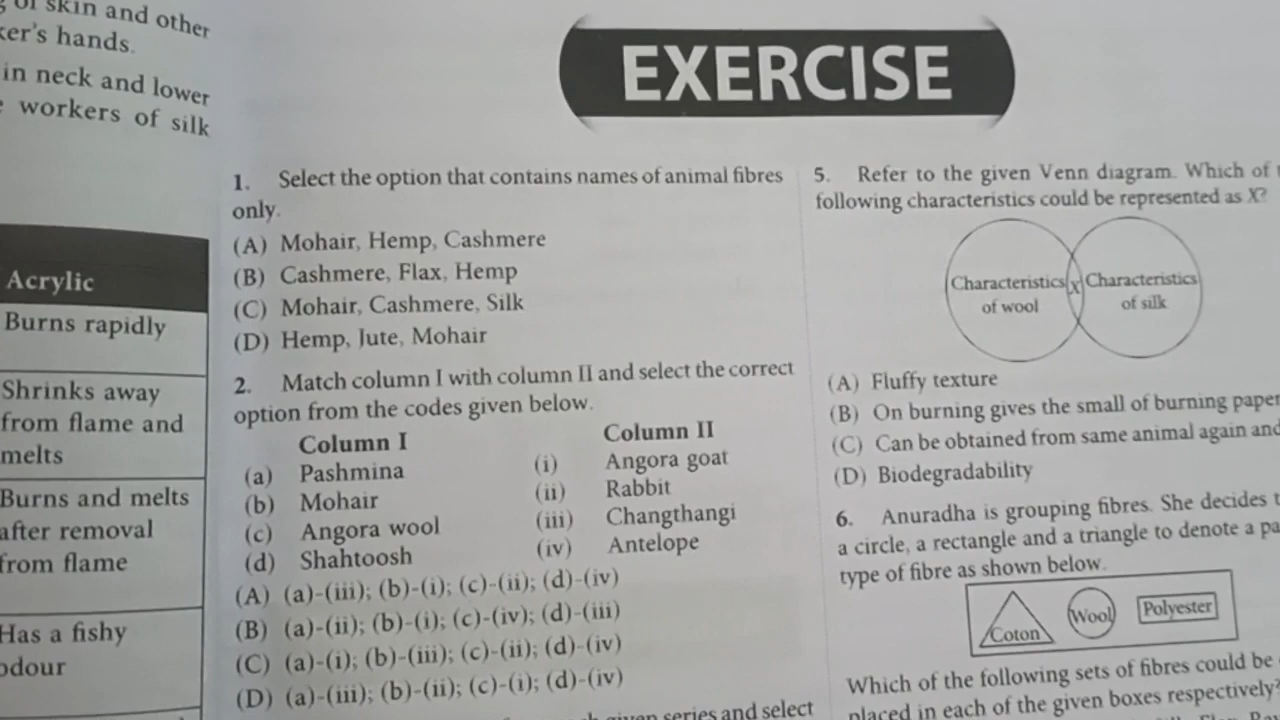 of skin and other
ker's hands.
in neck and lower
workers of silk
Acrylic
Burns rapidly
Shrinks away
from flame and
melts
Burns and melts
after removal
from flame
Has a fishy
odour
EXERCISE
1. Select the option that contains names of animal fibres
only.
(A) Mohair, Hemp, Cashmere
(B) Cashmere, Flax, Hemp
(C) Mohair, Cashmere, Silk
(D) Hemp, Jute, Mohair
2. Match column I with column II and select the correct
option from the codes given below.
Column I Column II
(a) Pashmina (i) Angora goat
(b) Mohair (ii) Rabbit
(c) Angora wool (iii) Changthangi
(d) Shahtoosh (iv) Antelope
(A) (a)-(iii); (b)-(i); (c)-(ii); (d)-(iv)
(B) (a)-(ii); (b)-(i); (c)-(iv); (d)-(iii)
(C) (a)-(i); (b)-(iii); (c)-(ii); (d)-(iv)
(D) (a)-(iii); (b)-(ii); (c)-(i); (d)-(iv)
given series and select
5. Refer to the given Venn diagram. Which of
following characteristics could be represented as X?
Characteristics X Characteristics
of wool of silk
(A) Fluffy texture
(B) On burning gives the small of burning paper
(C) Can be obtained from same animal again and
(D) Biodegradability
6. Anuradha is grouping fibres. She decides t
a circle, a rectangle and a triangle to denote a pa
type of fibre as shown below.
Coton Wool Polyester
Which of the following sets of fibres could be
placed in each of the given boxes respectively?